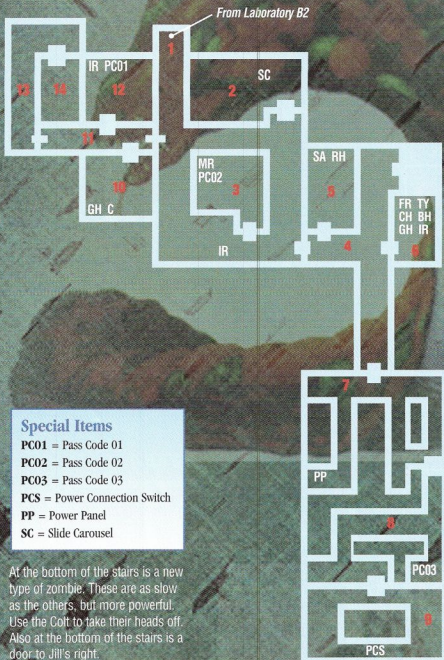 From Laboratory B2
1
IR PC01
SC
13
14
12
2
11
MR
PC02
3
SA RH
5
10
GH C
FR TY
CH BH
GH IR
4
6
IR
7
PP
8
PC03
9
PCS
Special Items
PC01 = Pass Code 01
PC02 = Pass Code 02
PC03 = Pass Code 03
PCS = Power Connection Switch
PP = Power Panel
SC = Slide Carousel
At the bottom of the stairs is a new
type of zombie. These are as slow
as the others, but more powerful.
Use the Colt to take their heads off.
Also at the bottom of the stairs is a
door to Jill's right.